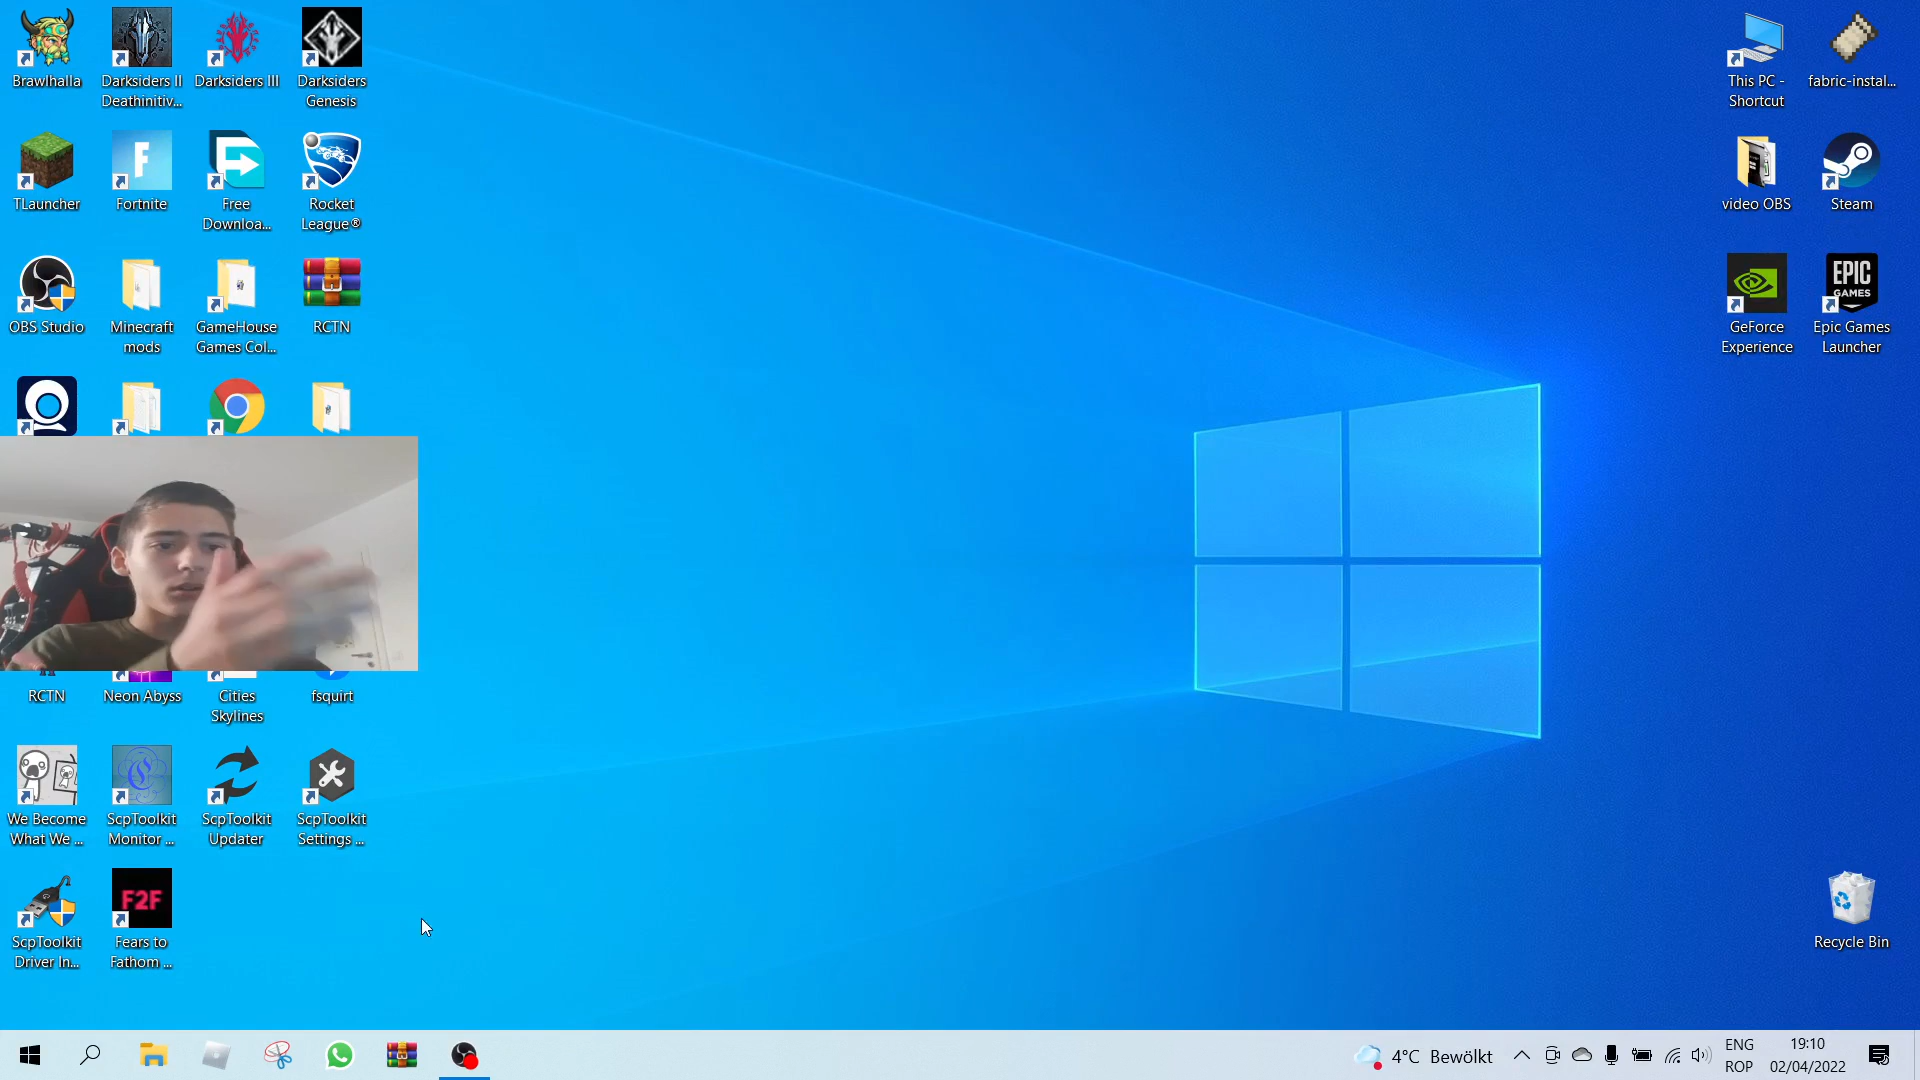 Brawlhalla
Darksiders II
Deathinitiv...
Darksiders III
Darksiders
Genesis
This PC -
Shortcut
fabric-instal...
TLauncher
F
Fortnite
Free
Downloa...
Rocket
League®
video OBS
Steam
OBS Studio
Minecraft
mods
GameHouse
Games Col...
RCTN
GeForce
Experience
EPIC
GAMES
Epic Games
Launcher
RCTN
Neon Abyss
Cities
Skylines
fsquirt
We Become
What We ...
ScpToolkit
Monitor ...
ScpToolkit
Updater
ScpToolkit
Settings ...
ScpToolkit
Driver In...
F2F
Fears to
Fathom ...
Recycle Bin
4°C Bewölkt
ENG
ROP
19:10
02/04/2022